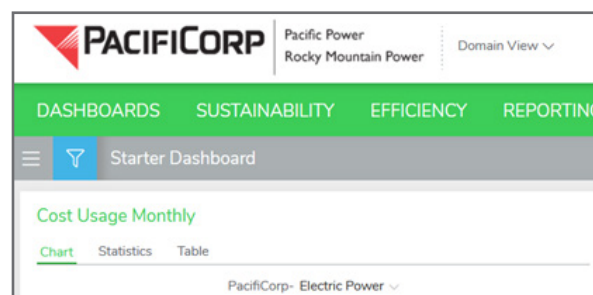 PACIFICORP
Pacific Power
Rocky Mountain Power
Domain View
DASHBOARDS SUSTAINABILITY EFFICIENCY REPORTING
Starter Dashboard
Cost Usage Monthly
Chart Statistics Table
PacifiCorp- Electric Power